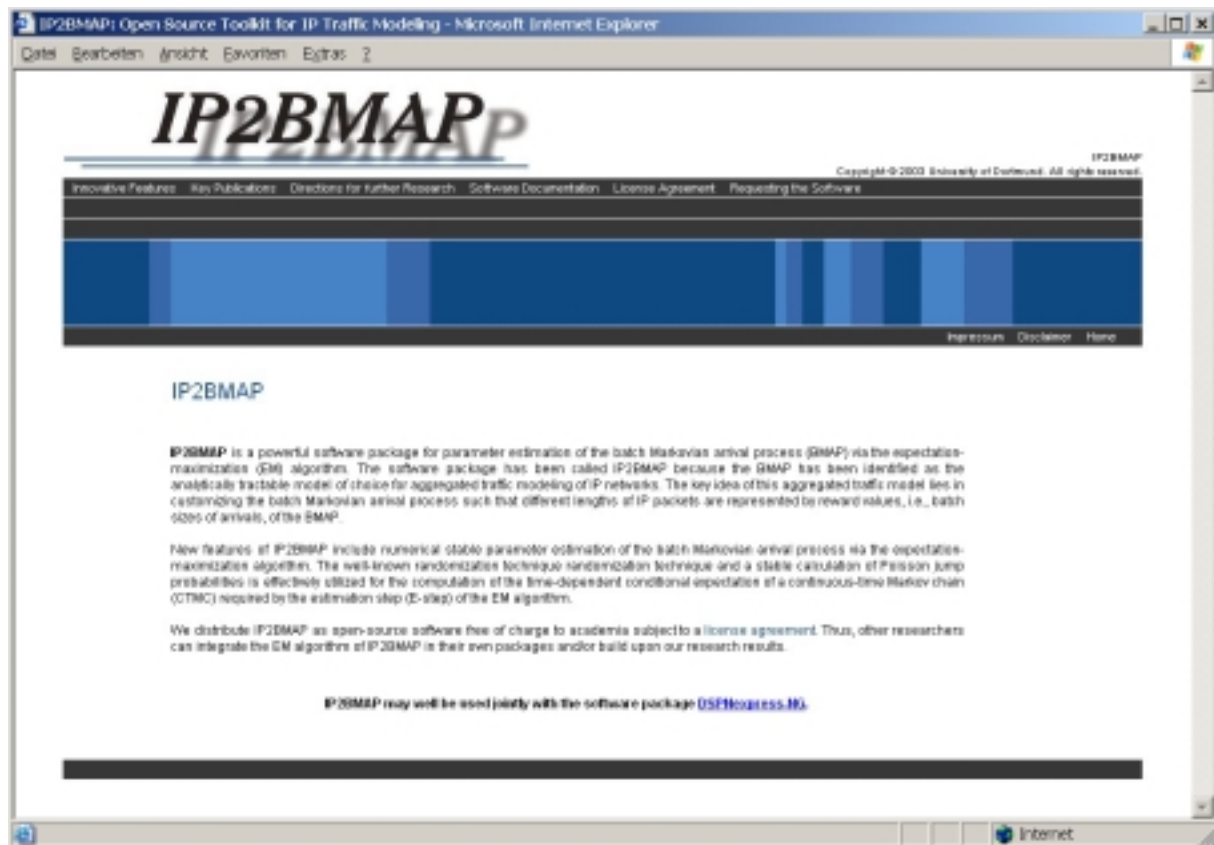 IP2BMAP: Open Source Toolkit for IP Traffic Modeling - Microsoft Internet Explorer
Datei Bearbeiten Ansicht Favoriten Extras ?
IP2BMAP
IP2BMAP
Copyright © 2003 University of Dortmund. All rights reserved.
Innovative Features Key Publications Directions for further Research Software Documentation License Agreement Requesting the Software
Impressum Disclaimer Home
IP2BMAP
IP2BMAP is a powerful software package for parameter estimation of the batch Markovian arrival process (BMAP) via the expectation-
maximization (EM) algorithm. The software package has been called IP2BMAP because the BMAP has been identified as the
analytically tractable model of choice for aggregated traffic modeling of IP networks. The key idea of this aggregated traffic model lies in
customizing the batch Markovian arrival process such that different lengths of IP packets are represented by reward values, i.e., batch
sizes of arrivals, of the BMAP.
New features of IP2BMAP include numerical stable parameter estimation of the batch Markovian arrival process via the expectation-
maximization algorithm. The well-known randomization technique randomization technique and a stable calculation of Poisson jump
probabilities is effectively utilized for the computation of the time-dependent conditional expectation of a continuous-time Markov chain
(CTMC) required by the estimation step (E-step) of the EM algorithm.
We distribute IP2BMAP as open-source software free of charge to academia subject to a license agreement. Thus, other researchers
can integrate the EM algorithm of IP2BMAP in their own packages and/or build upon our research results.
IP2BMAP may well be used jointly with the software package DSPNexpress-NG.
Internet